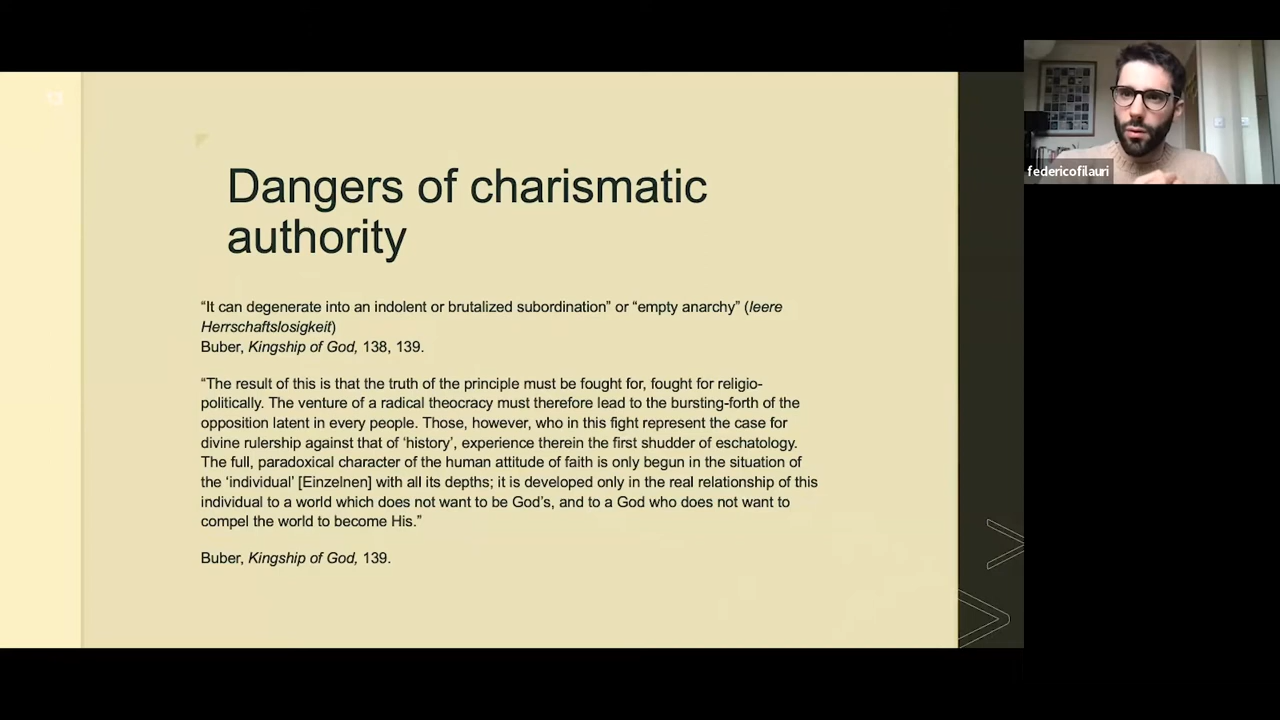 Dangers of charismatic
authority
“It can degenerate into an indolent or brutalized subordination” or “empty anarchy” (leere
Herrschaftslosigkeit)
Buber, Kingship of God, 138, 139.
“The result of this is that the truth of the principle must be fought for, fought for religio-
politically. The venture of a radical theocracy must therefore lead to the bursting-forth of the
opposition latent in every people. Those, however, who in this fight represent the case for
divine rulership against that of ‘history’, experience therein the first shudder of eschatology.
The full, paradoxical character of the human attitude of faith is only begun in the situation of
the ‘individual’ [Einzelnen] with all its depths; it is developed only in the real relationship of this
individual to a world which does not want to be God’s, and to a God who does not want to
compel the world to become His.”
Buber, Kingship of God, 139.
federicofilauri